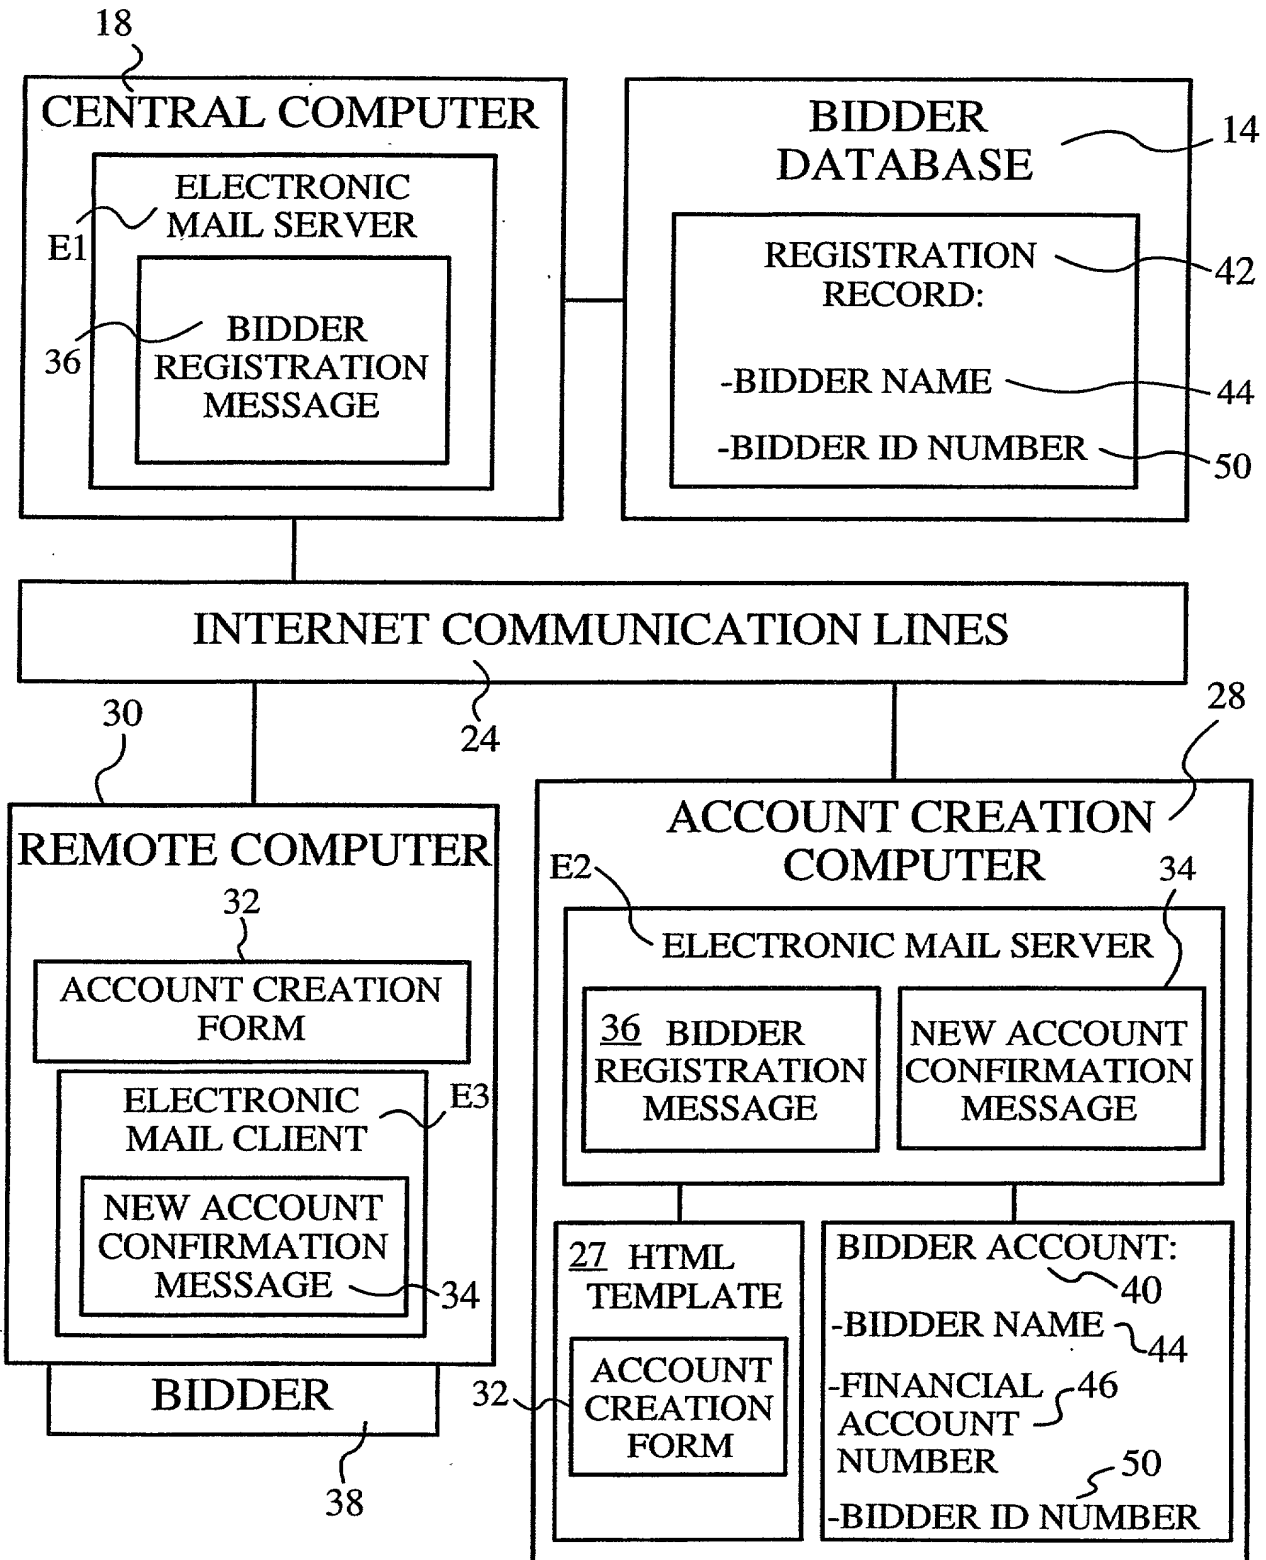 18
CENTRAL COMPUTER
ELECTRONIC
MAIL SERVER
E1
BIDDER
REGISTRATION
MESSAGE
36
BIDDER
DATABASE
14
REGISTRATION
RECORD:
42
-BIDDER NAME
44
-BIDDER ID NUMBER
50
INTERNET COMMUNICATION LINES
24
30
REMOTE COMPUTER
32
ACCOUNT CREATION
FORM
ELECTRONIC
MAIL CLIENT
E3
NEW ACCOUNT
CONFIRMATION
MESSAGE
34
BIDDER
38
28
ACCOUNT CREATION
COMPUTER
E2
34
ELECTRONIC MAIL SERVER
36 BIDDER
REGISTRATION
MESSAGE
NEW ACCOUNT
CONFIRMATION
MESSAGE
27 HTML
TEMPLATE
ACCOUNT
CREATION
FORM
32
BIDDER ACCOUNT:
40
-BIDDER NAME
44
-FINANCIAL
ACCOUNT
NUMBER
46
50
-BIDDER ID NUMBER